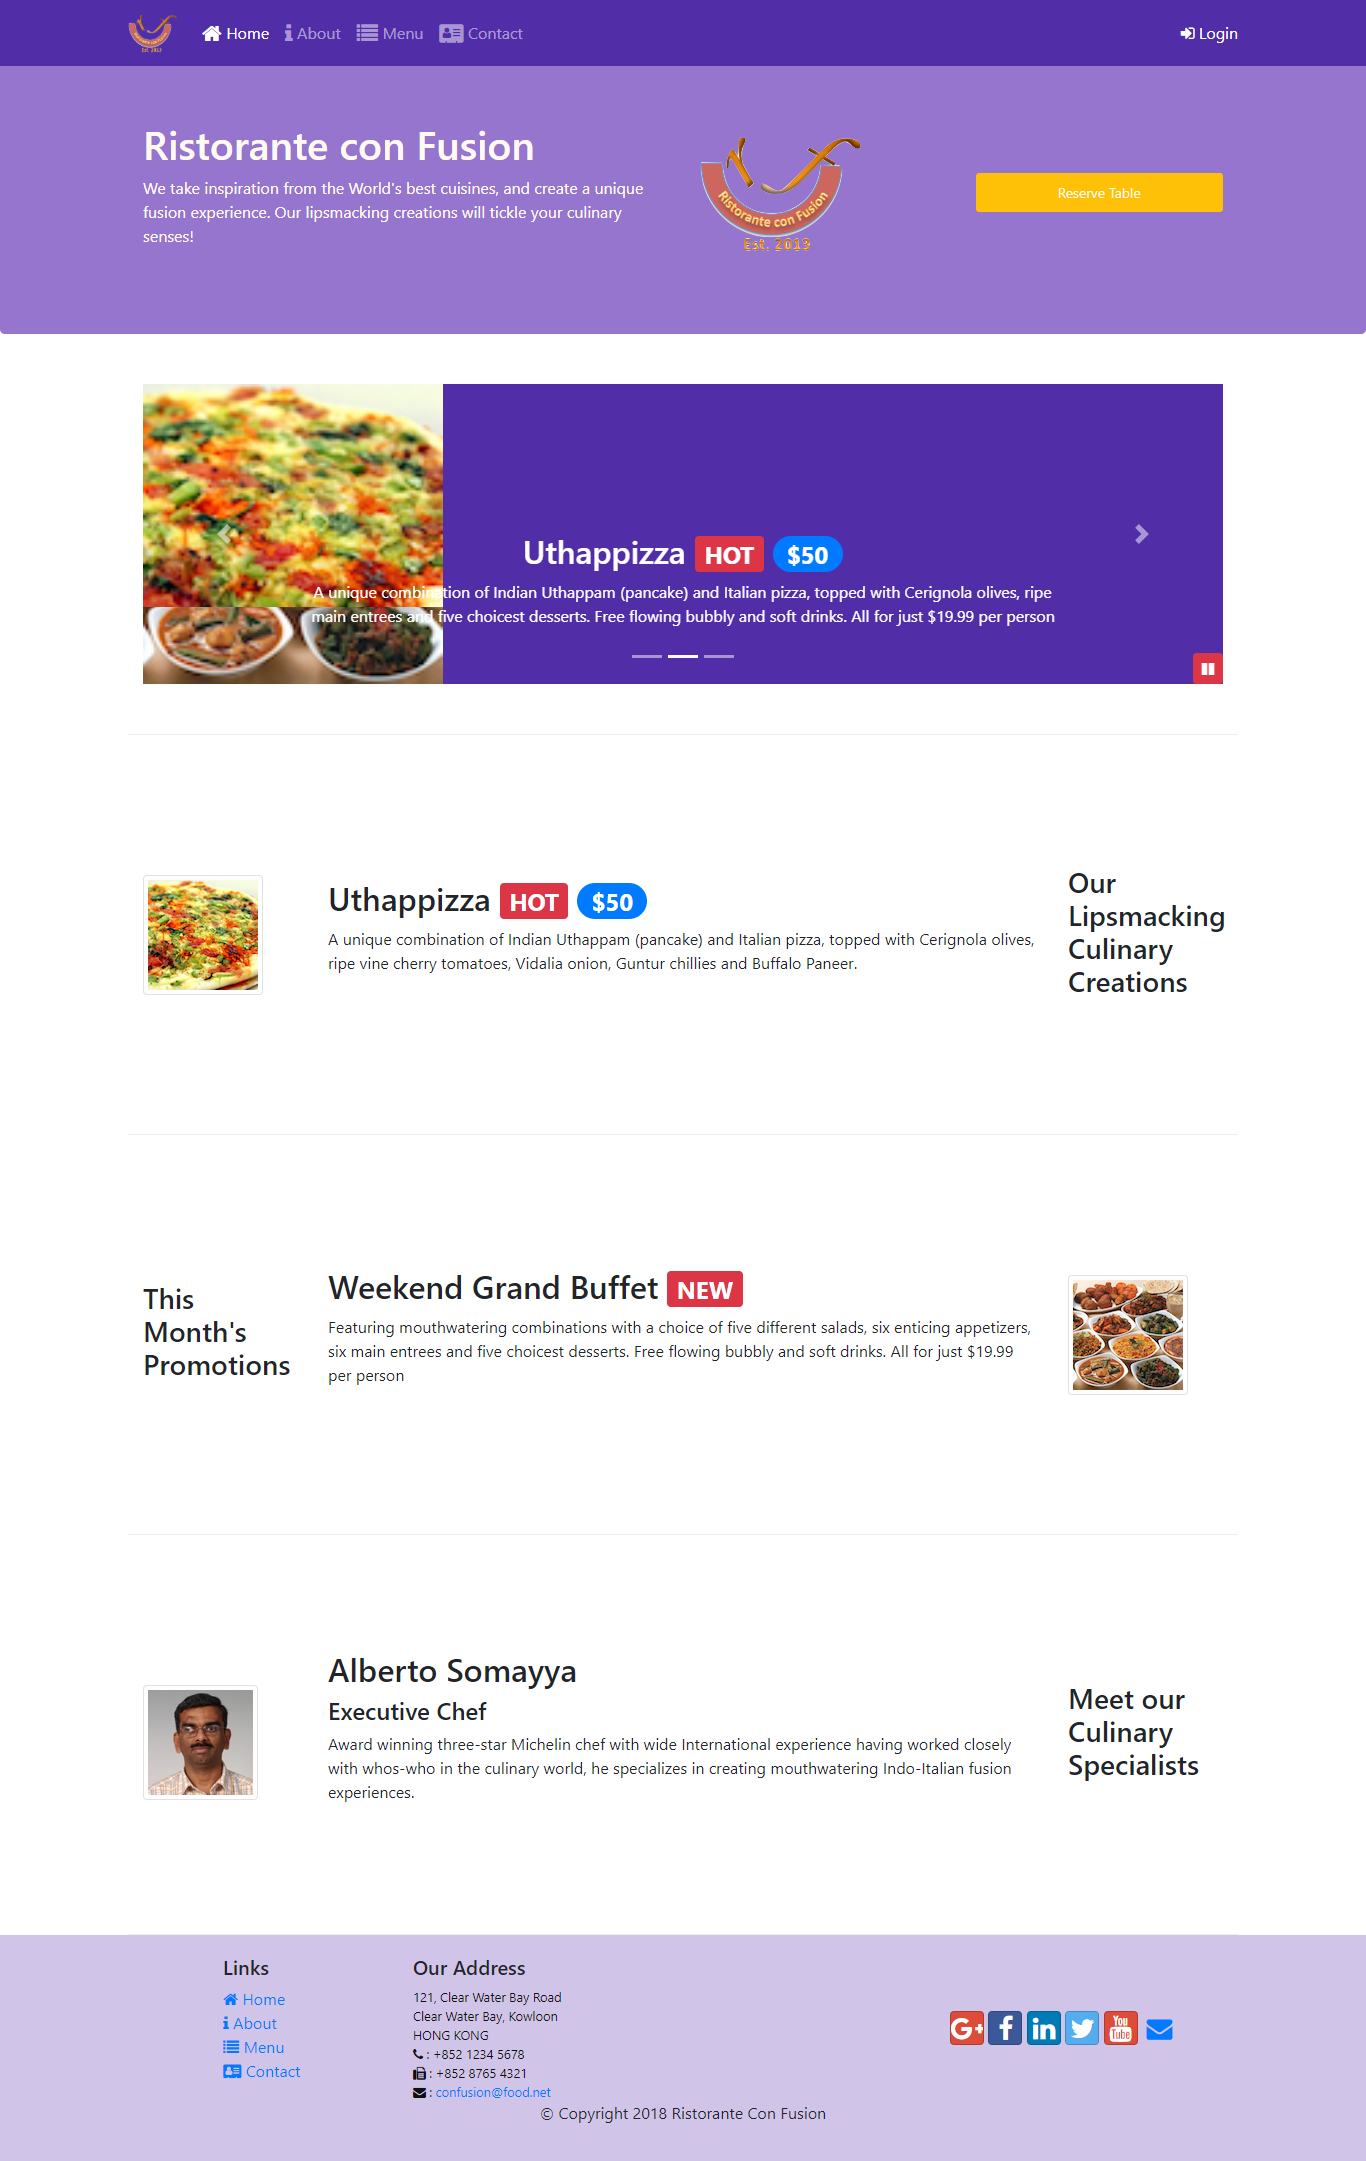 Home About Menu Contact Login
Ristorante con Fusion
We take inspiration from the World's best cuisines, and create a unique
fusion experience. Our lipsmacking creations will tickle your culinary
senses!
Ristorante con Fusion
Est. 2013
Reserve Table
Uthappizza HOT $50
A unique combination of Indian Uthappam (pancake) and Italian pizza, topped with Cerignola olives, ripe
main entrees and five choicest desserts. Free flowing bubbly and soft drinks. All for just $19.99 per person
Uthappizza HOT $50
A unique combination of Indian Uthappam (pancake) and Italian pizza, topped with Cerignola olives,
ripe vine cherry tomatoes, Vidalia onion, Guntur chillies and Buffalo Paneer.
Our
Lipsmacking
Culinary
Creations
This
Month's
Promotions
Weekend Grand Buffet NEW
Featuring mouthwatering combinations with a choice of five different salads, six enticing appetizers,
six main entrees and five choicest desserts. Free flowing bubbly and soft drinks. All for just $19.99
per person
Alberto Somayya
Executive Chef
Award winning three-star Michelin chef with wide International experience having worked closely
with whos-who in the culinary world, he specializes in creating mouthwatering Indo-Italian fusion
experiences.
Meet our
Culinary
Specialists
Links
Home
About
Menu
Contact
Our Address
121, Clear Water Bay Road
Clear Water Bay, Kowloon
HONG KONG
: +852 1234 5678
: +852 8765 4321
: confusion@food.net
G+ f in You Tube
© Copyright 2018 Ristorante Con Fusion